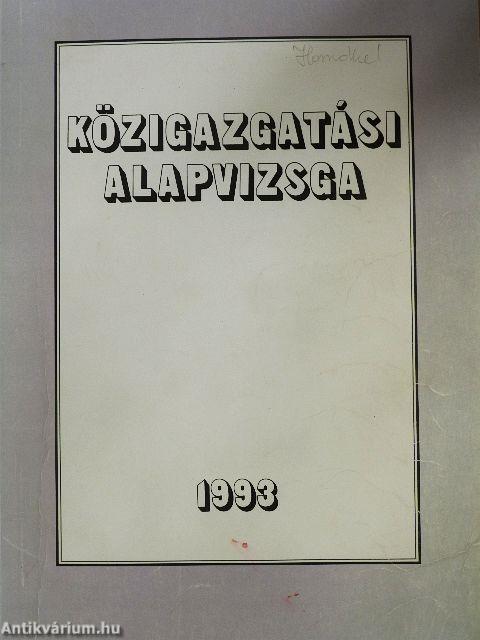 KÖZIGAZGATÁSI
ALAPVIZSGA
1993
Antikvárium.hu